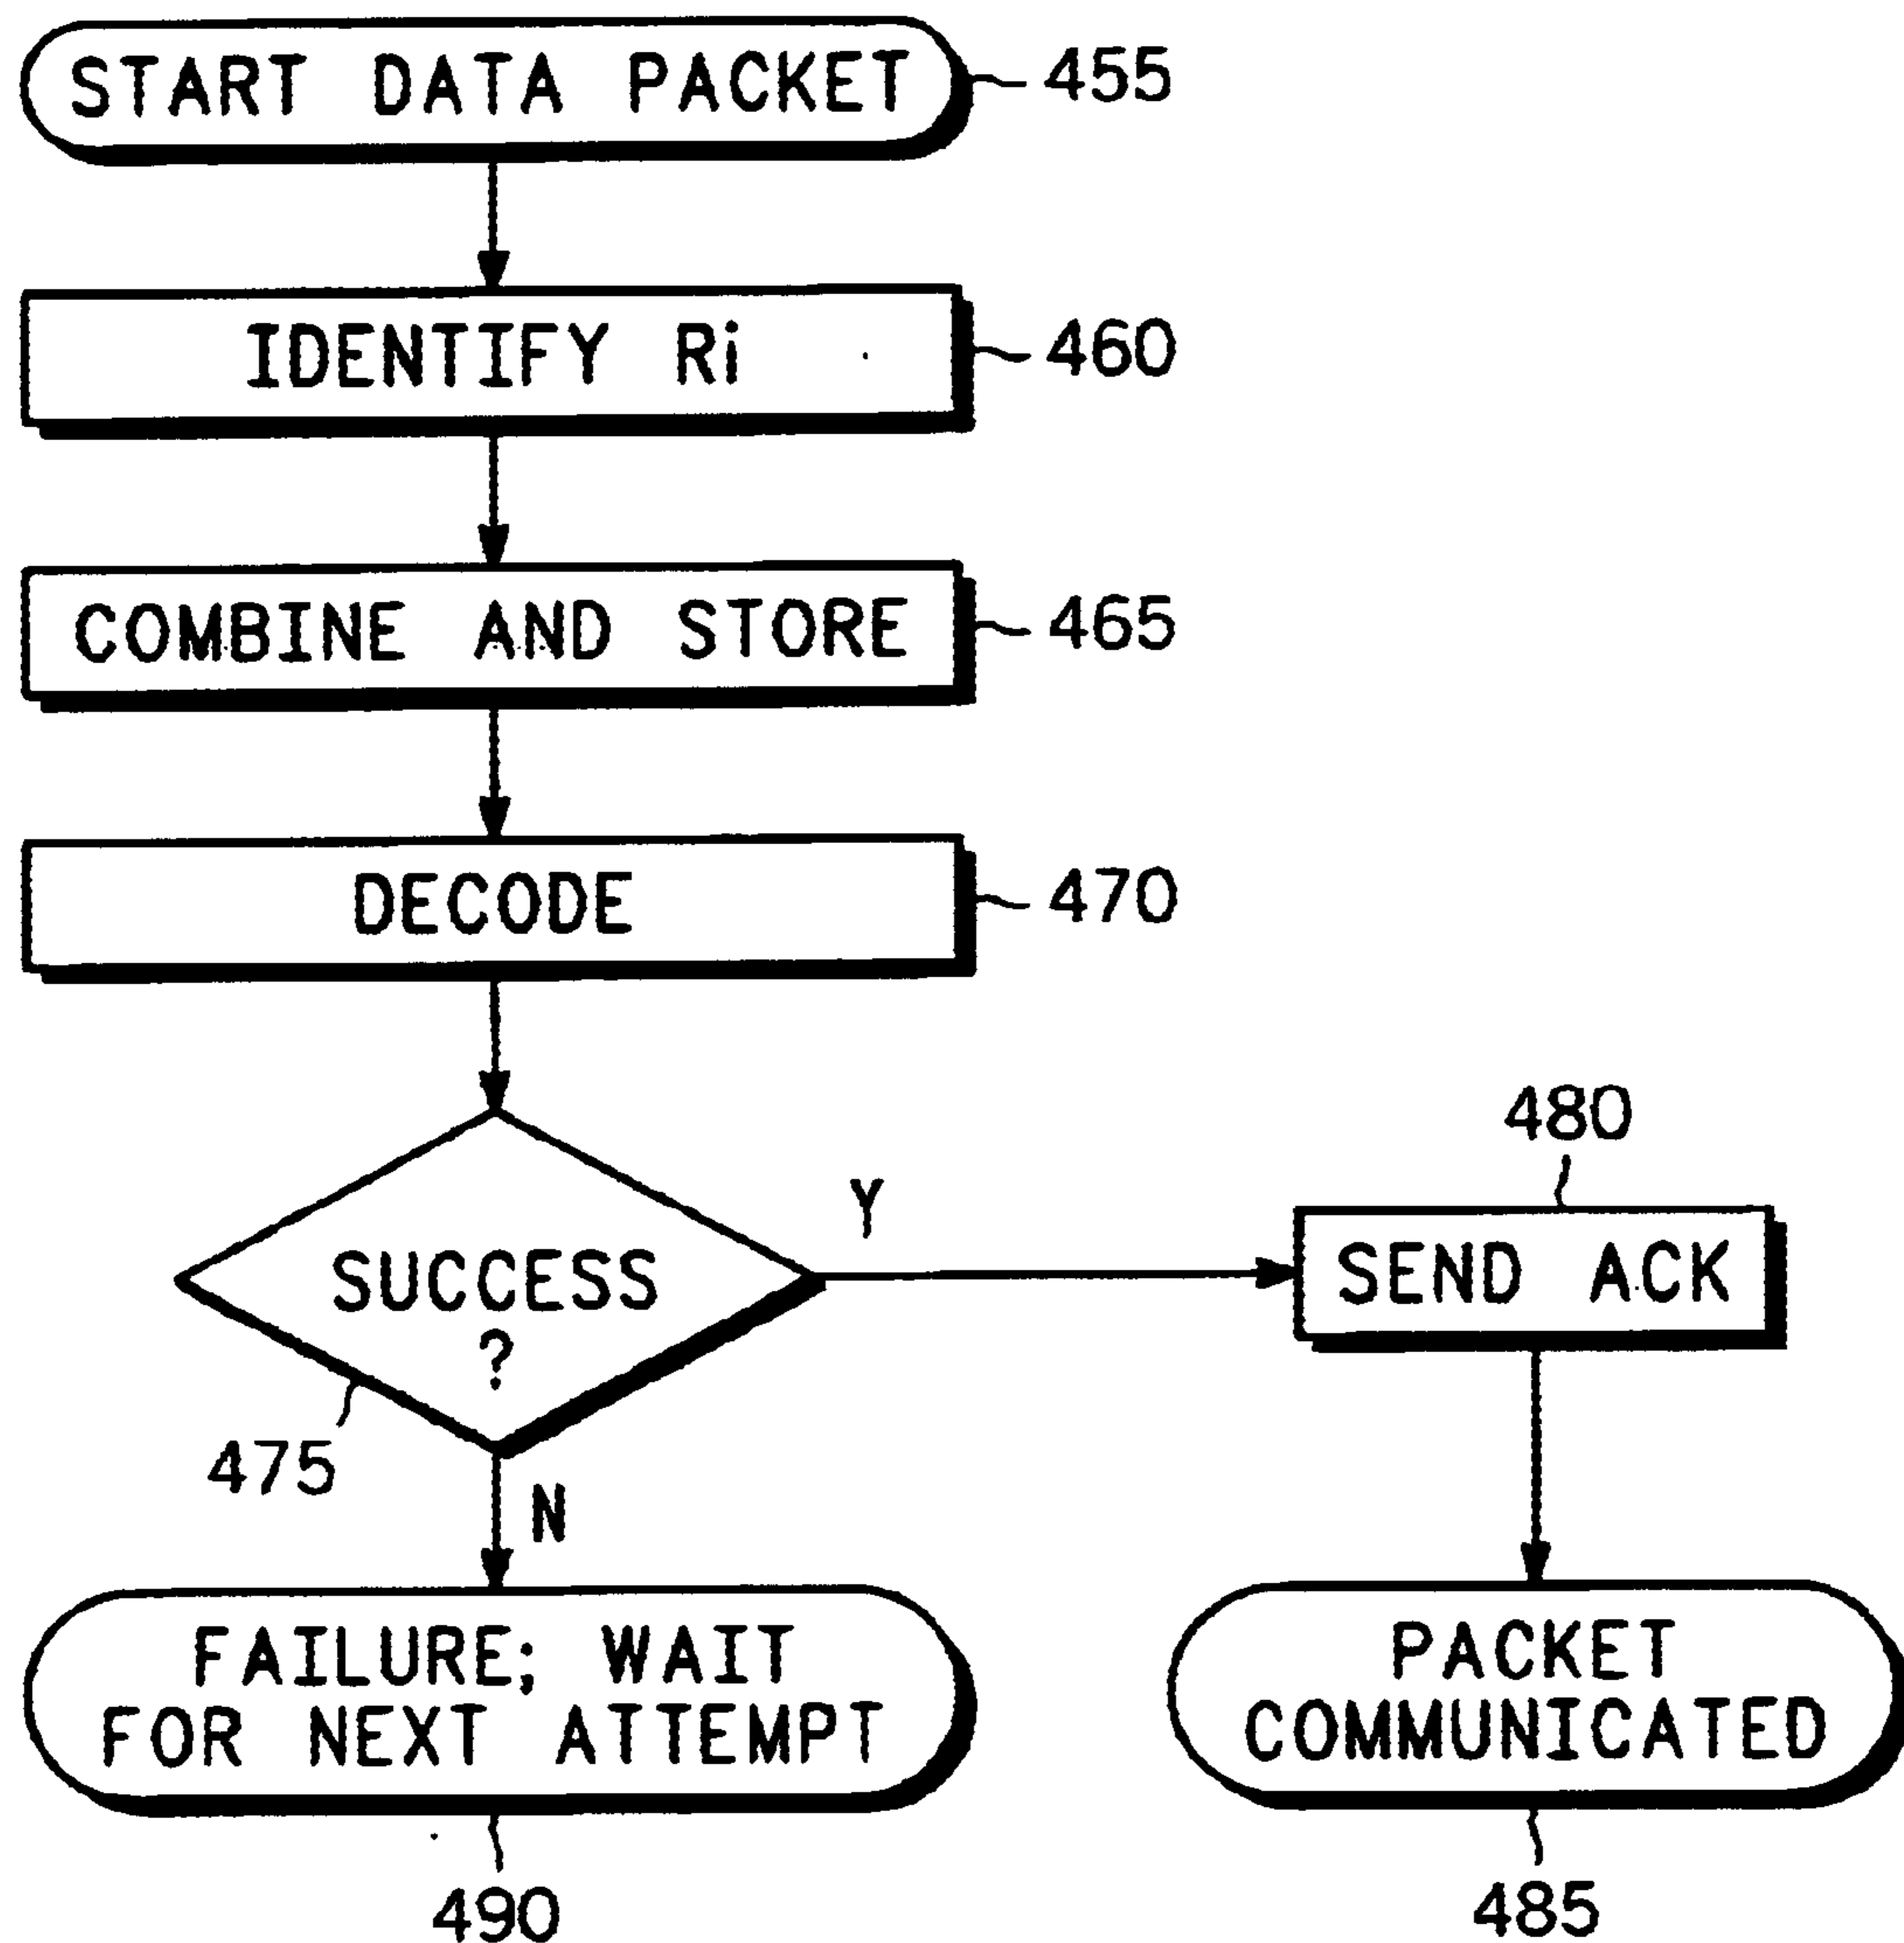 START DATA PACKET
455
IDENTIFY Ri
460
COMBINE AND STORE
465
DECODE
470
480
Y
SUCCESS
?
SEND ACK
475
N
FAILURE; WAIT
FOR NEXT ATTEMPT
PACKET
COMMUNICATED
490
485